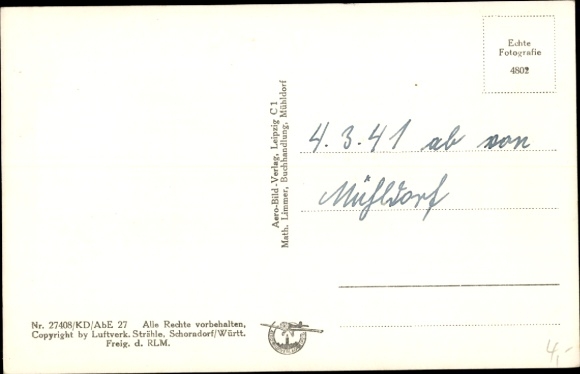 Echte
Fotografie
4802
Aero-Bild-Verlag, Leipzig C 1
Math. Limmer, Buchhandlung, Mühldorf
4.3.41 ab von
Mühldorf
Nr. 27408/KD/AbE 27 Alle Rechte vorbehalten,
Copyright by Luftverk. Strähle, Schorndorf/Württ.
Freig. d. RLM.
4,-